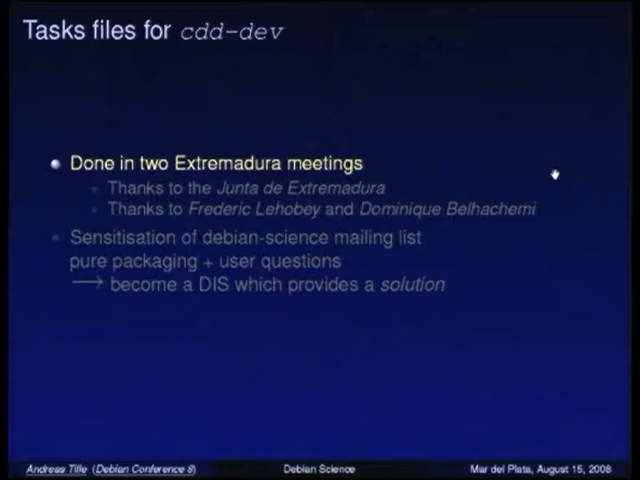 Tasks files for cdd-dev
Done in two Extremadura meetings
Thanks to the Junta de Extremadura
Thanks to Frederic Lehobey and Dominique Belhachemi
Sensitisation of debian-science mailing list
pure packaging + user questions
⟶ become a DIS which provides a solution
Andreas Tille (Debian Conference 8)
Debian Science
Mar del Plata, August 15, 2008